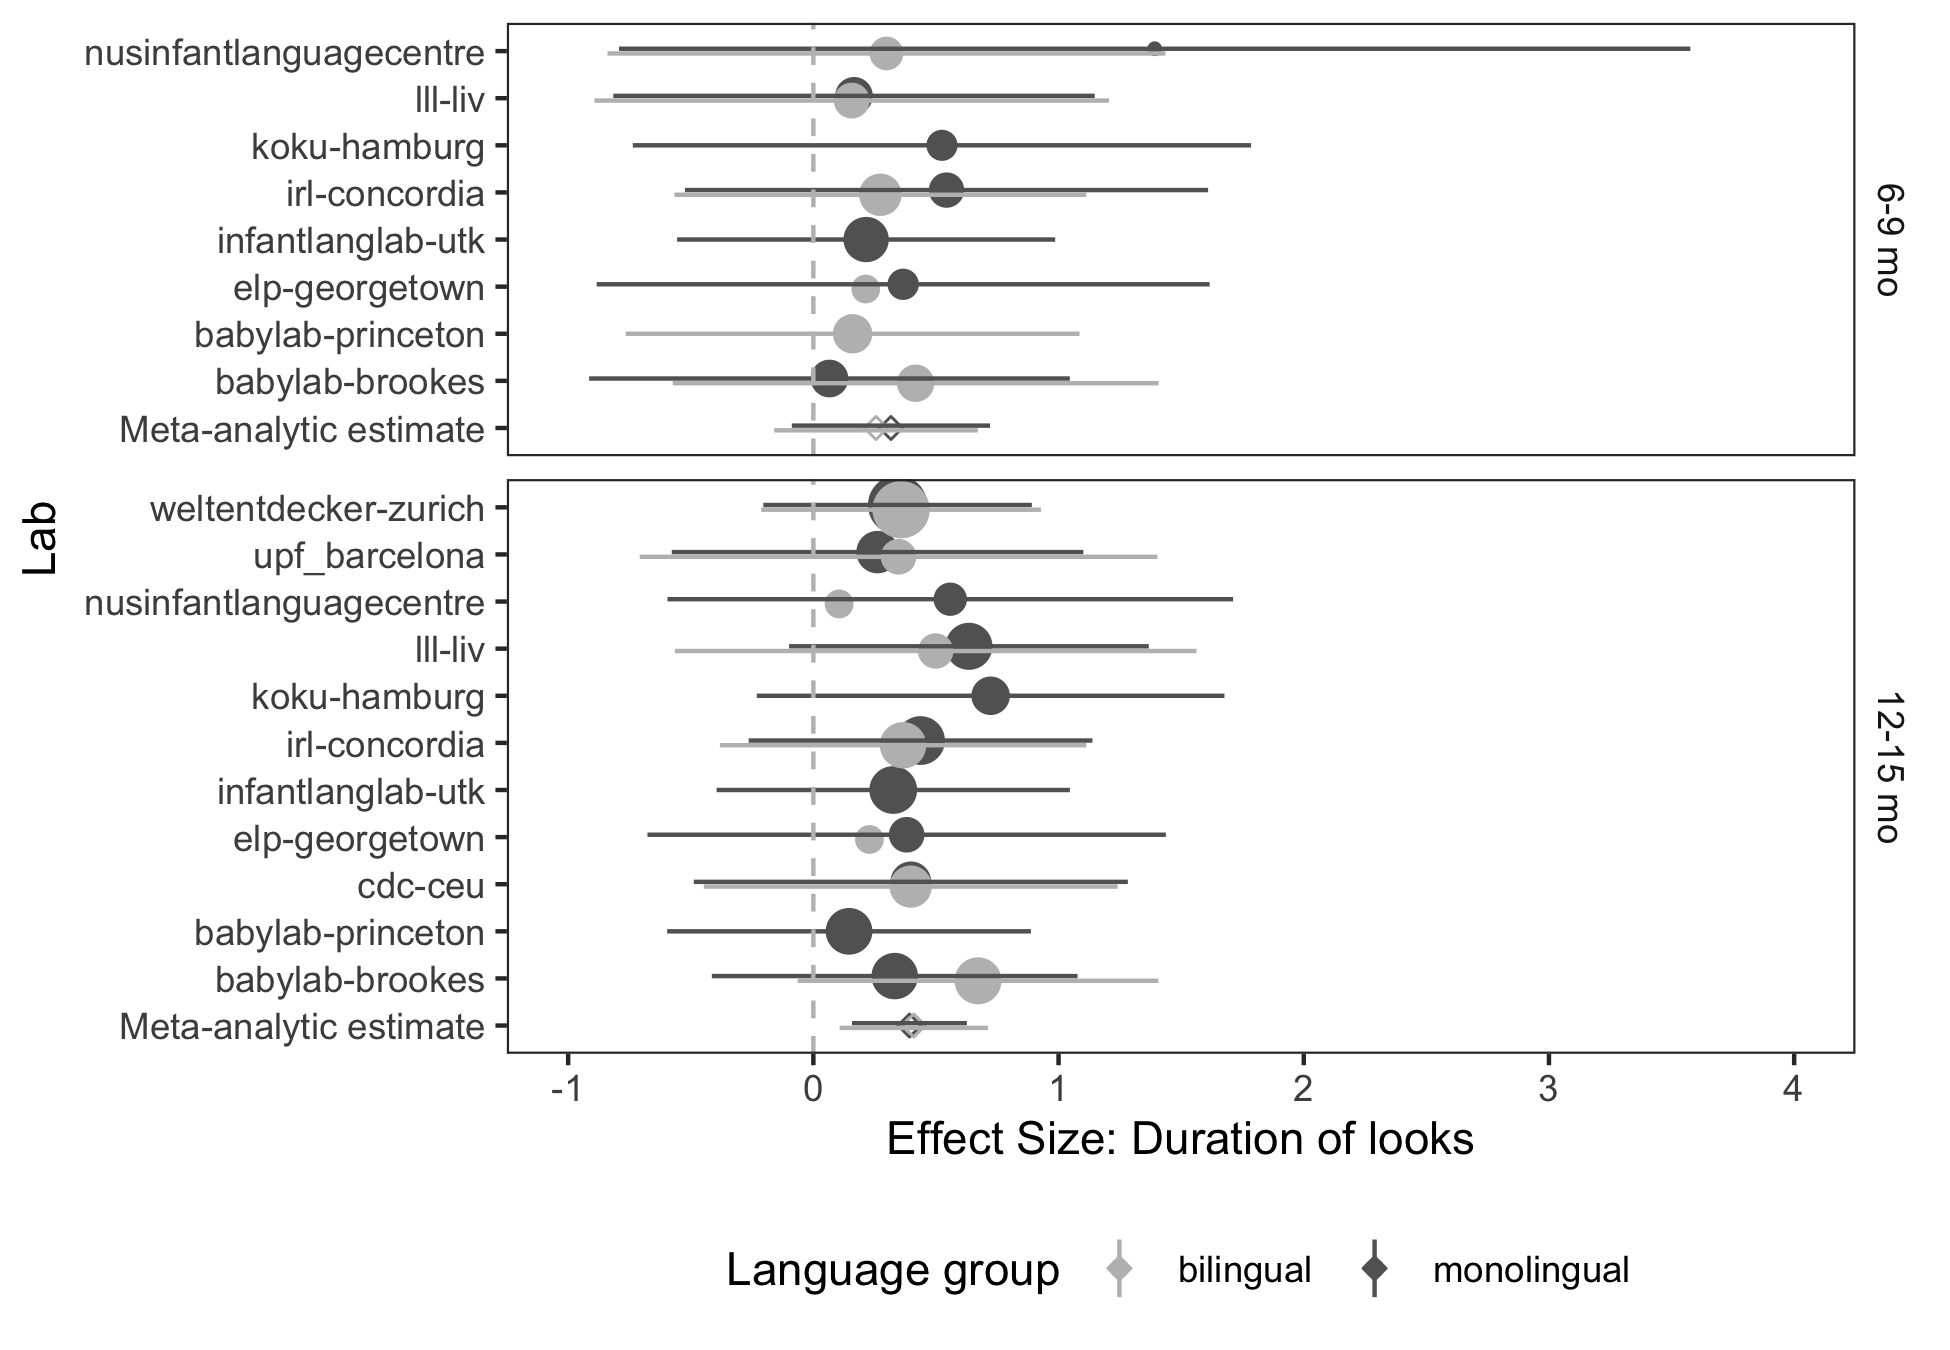 nusinfantlanguagecentre
lll-liv
koku-hamburg
irl-concordia
infantlanglab-utk
elp-georgetown
babylab-princeton
babylab-brookes
Meta-analytic estimate
6-9 mo
weltentdecker-zurich
upf_barcelona
nusinfantlanguagecentre
lll-liv
koku-hamburg
irl-concordia
infantlanglab-utk
elp-georgetown
cdc-ceu
babylab-princeton
babylab-brookes
Meta-analytic estimate
12-15 mo
Lab
-1 0 1 2 3 4
Effect Size: Duration of looks
Language group bilingual monolingual